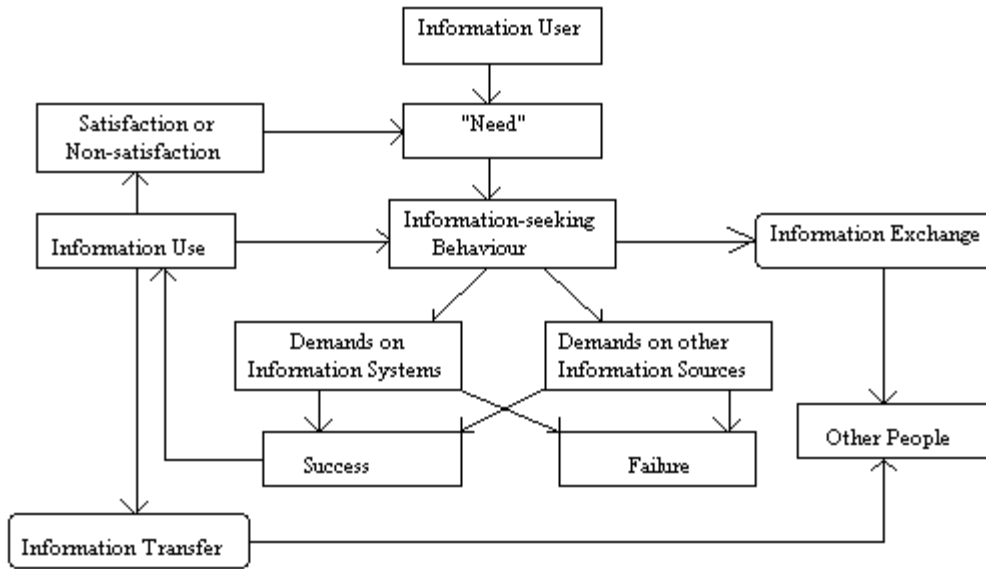 Information User
Satisfaction or
Non-satisfaction
"Need"
Information Use
Information-seeking
Behaviour
Information Exchange
Demands on
Information Systems
Demands on other
Information Sources
Success
Failure
Other People
Information Transfer